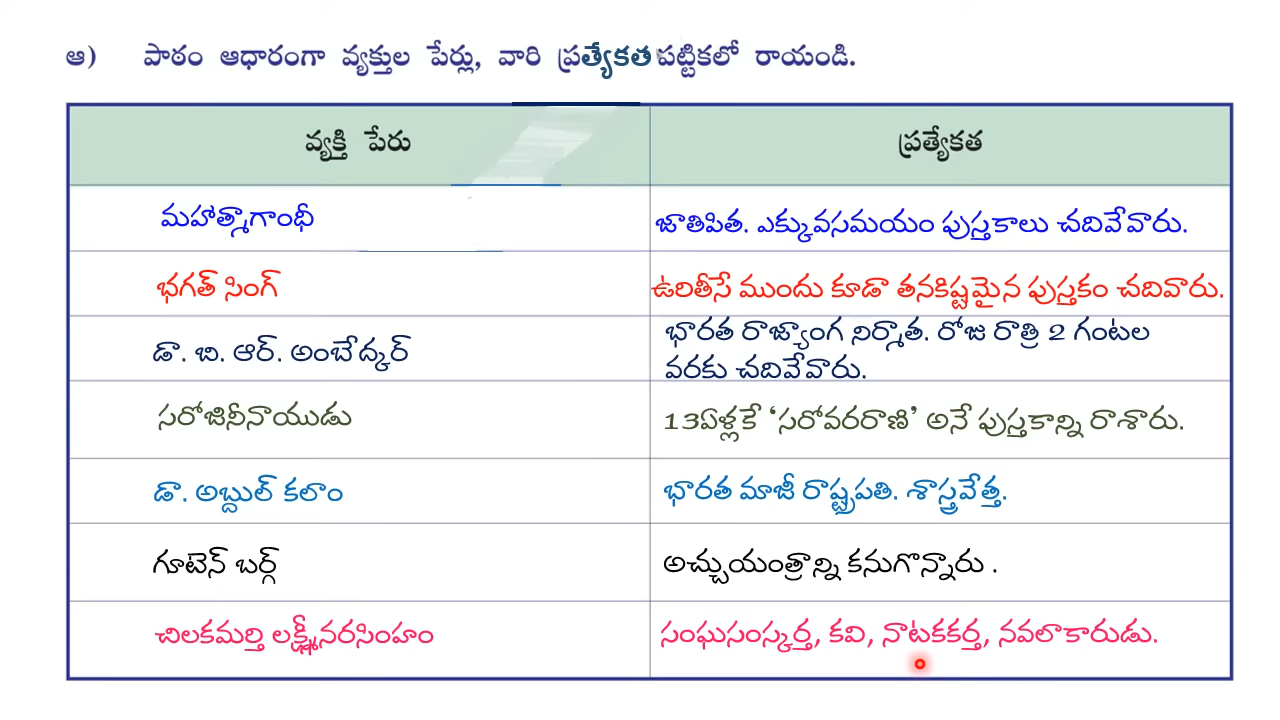 ఆ) పాఠం ఆధారంగా వ్యక్తుల పేర్లు, వారి ప్రత్యేకత పట్టికలో రాయండి.
వ్యక్తి పేరు ప్రత్యేకత
మహాత్మాగాంధీ జాతిపిత. ఎక్కువసమయం పుస్తకాలు చదివేవారు.
భగత్ సింగ్ ఉరితీసే ముందు కూడా తనకిష్టమైన పుస్తకం చదివారు.
డా. బి. ఆర్. అంబేద్కర్ భారత రాజ్యాంగ నిర్మాత. రోజు రాత్రి 2 గంటల
వరకు చదివేవారు.
సరోజినీనాయుడు 13ఏళ్లకే ‘సరోవరరాణి’ అనే పుస్తకాన్ని రాశారు.
డా. అబ్దుల్ కలాం భారత మాజీ రాష్ట్రపతి. శాస్త్రవేత్త.
గూటెన్ బర్గ్ అచ్చుయంత్రాన్ని కనుగొన్నారు .
చిలకమర్తి లక్ష్మీనరసింహం సంఘసంస్కర్త, కవి, నాటకకర్త, నవలాకారుడు.